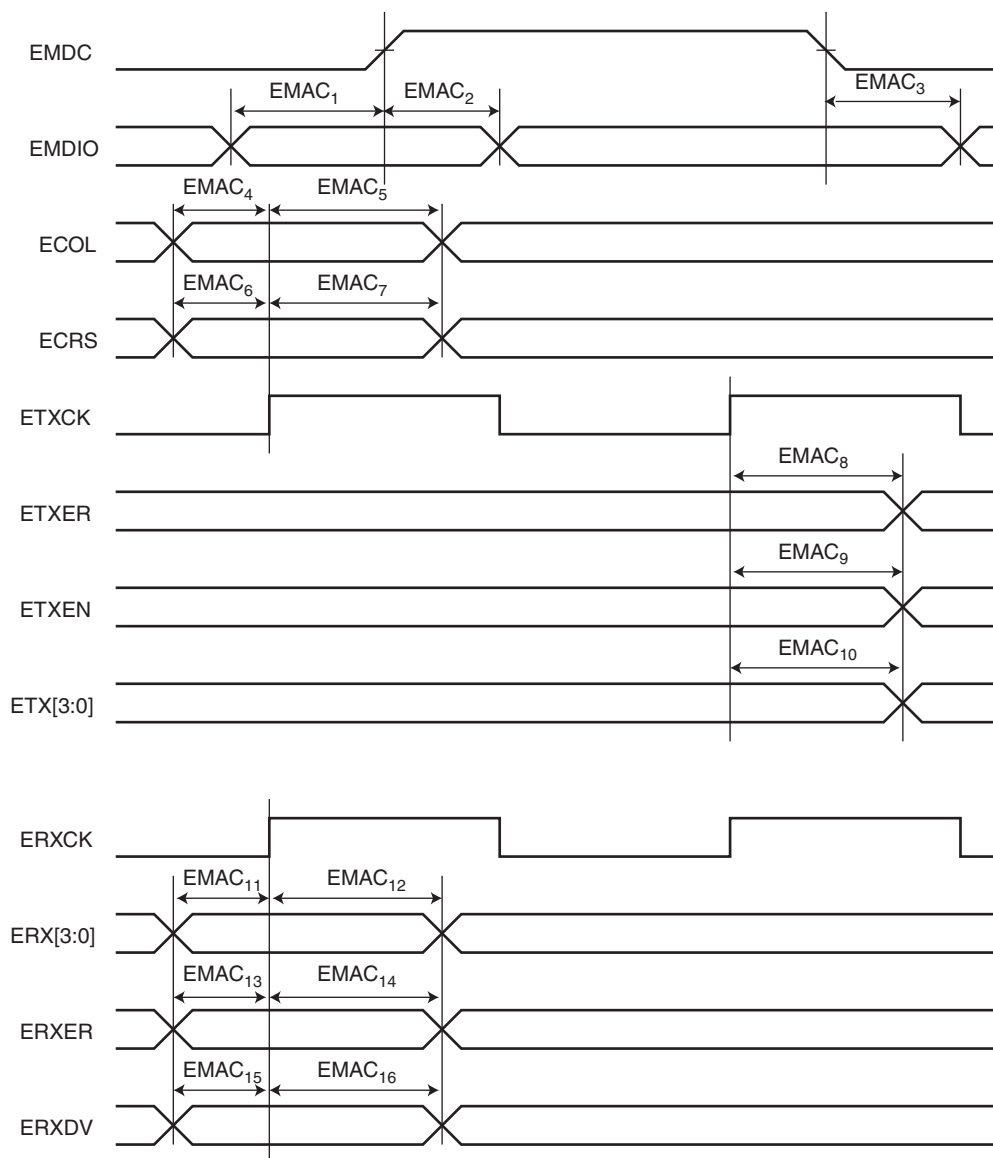 EMDC
EMAC₁ EMAC₂ EMAC₃
EMDIO
EMAC₄ EMAC₅
ECOL
EMAC₆ EMAC₇
ECRS
ETXCK
EMAC₈
ETXER
EMAC₉
ETXEN
EMAC₁₀
ETX[3:0]
ERXCK
EMAC₁₁ EMAC₁₂
ERX[3:0]
EMAC₁₃ EMAC₁₄
ERXER
EMAC₁₅ EMAC₁₆
ERXDV